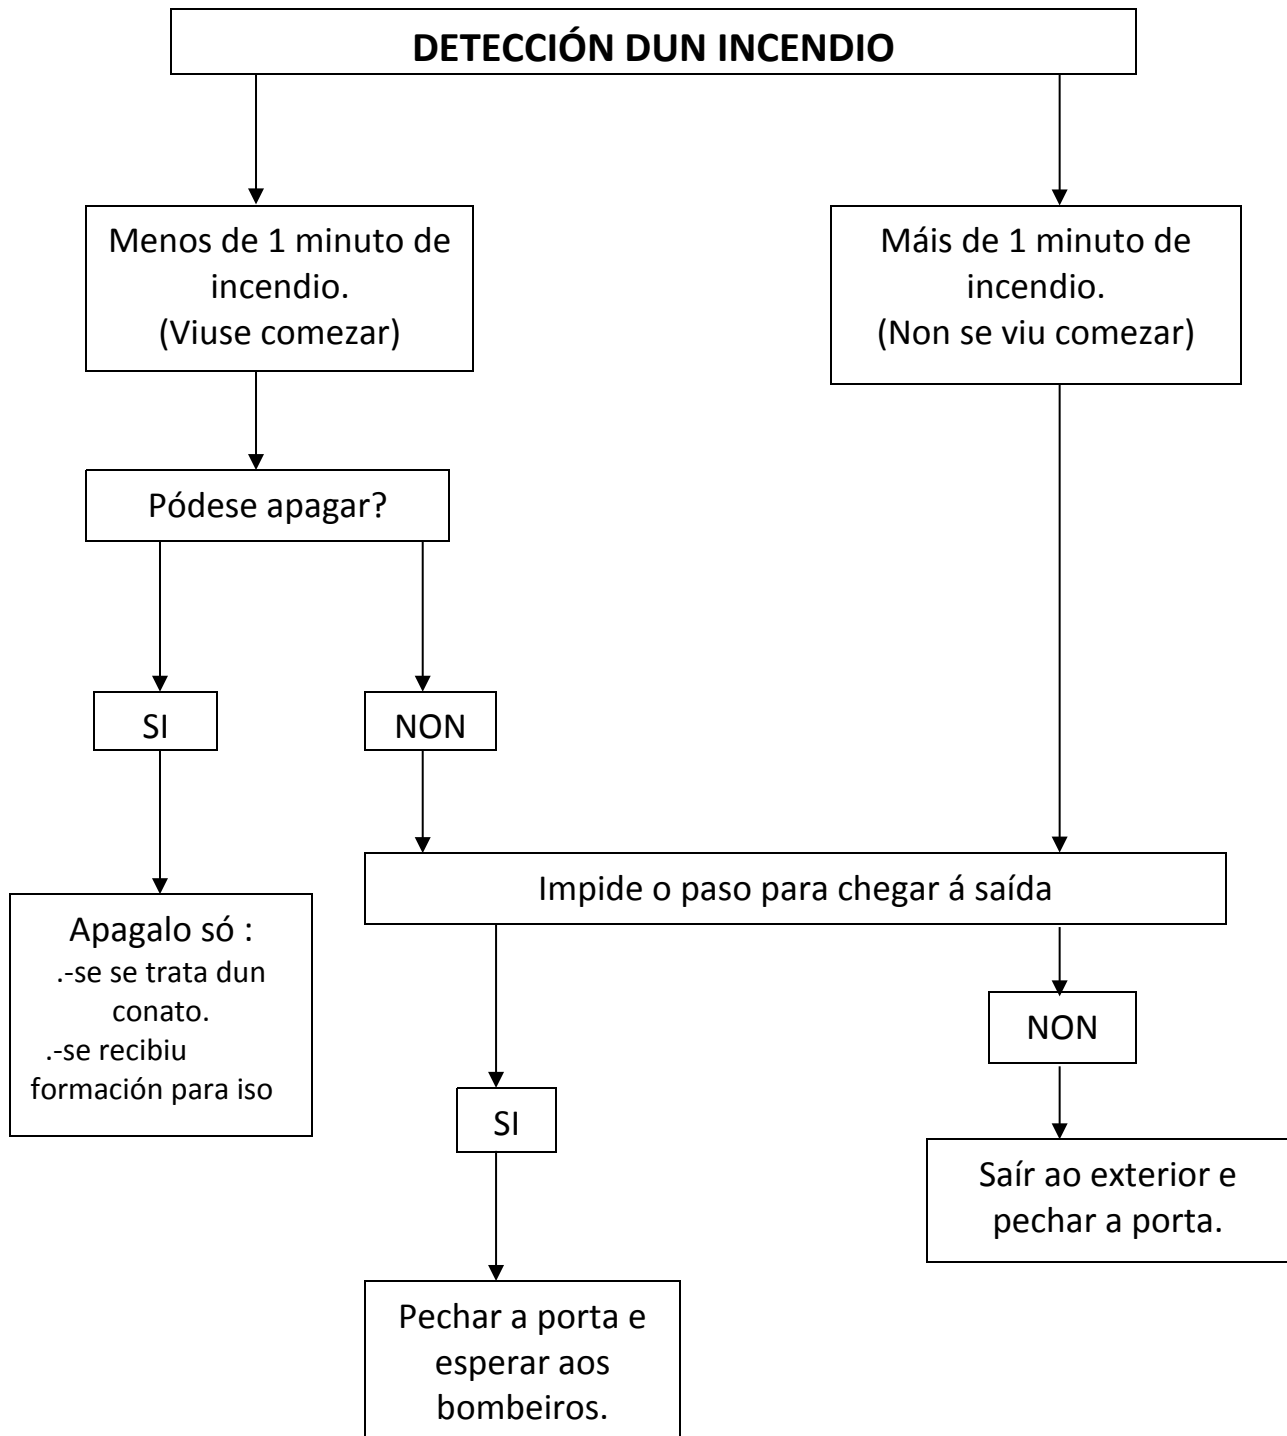 DETECCIÓN DUN INCENDIO
Menos de 1 minuto de
incendio.
(Viuse comezar)
Máis de 1 minuto de
incendio.
(Non se viu comezar)
Pódese apagar?
SI
NON
Impide o paso para chegar á saída
Apagalo só :
.-se se trata dun
conato.
.-se recibiu
formación para iso
NON
SI
Saír ao exterior e
pechar a porta.
Pechar a porta e
esperar aos
bombeiros.